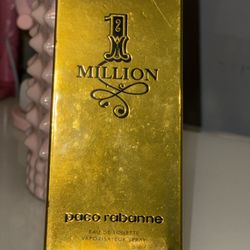 1
MILLION
paco rabanne
EAU DE TOILETTE
VAPORISATEUR SPRAY